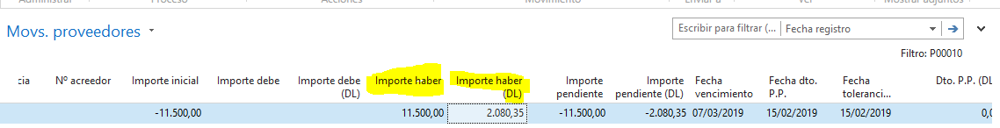 Administrar Proceso Acciones Movimiento Enviar a Ver Mostrar adjuntos
Movs. proveedores
Escribir para filtrar (... Fecha registro
Filtro: P00010
cia Nº acreedor Importe inicial Importe debe Importe debe (DL) Importe haber Importe haber (DL) Importe pendiente Importe pendiente (DL) Fecha vencimiento Fecha dto. P.P. Fecha toleranci... Dto. P.P. (DL
-11.500,00 11.500,00 2.080,35 -11.500,00 -2.080,35 07/03/2019 15/02/2019 15/02/2019 0,0